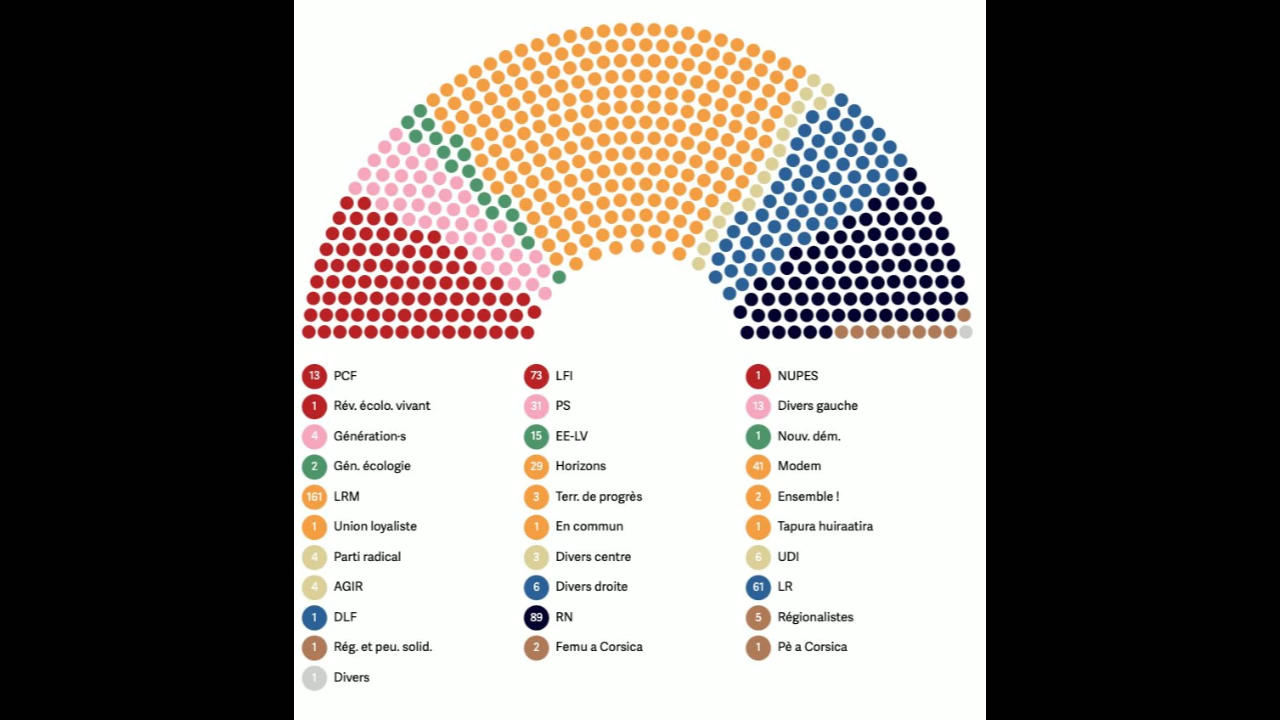 13 PCF 73 LFI 1 NUPES
1 Rév. écolo. vivant 31 PS 13 Divers gauche
4 Génération·s 15 EE-LV 1 Nouv. dém.
2 Gén. écologie 29 Horizons 41 Modem
161 LRM 3 Terr. de progrès 2 Ensemble !
1 Union loyaliste 1 En commun 1 Tapura huiraatira
4 Parti radical 3 Divers centre 6 UDI
4 AGIR 6 Divers droite 61 LR
1 DLF 89 RN 5 Régionalistes
1 Rég. et peu. solid. 2 Femu a Corsica 1 Pè a Corsica
1 Divers